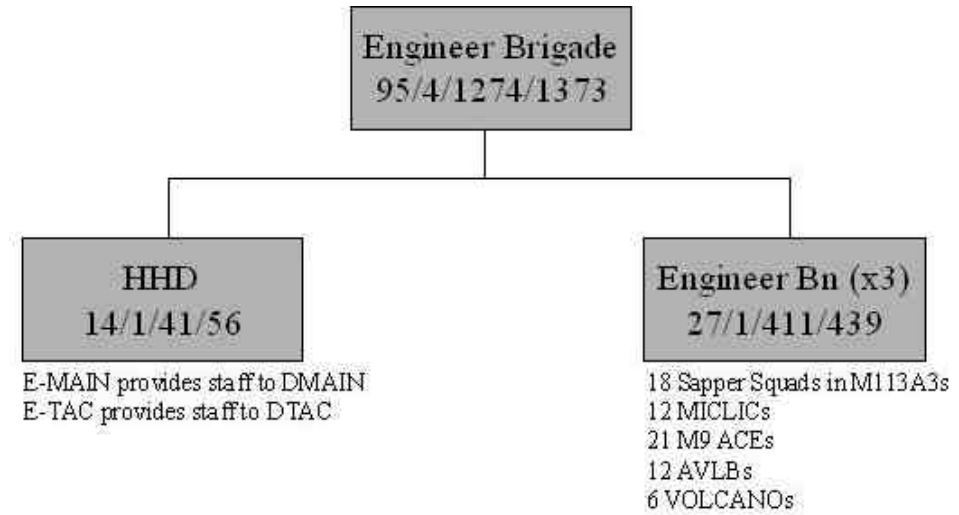 Engineer Brigade
95/4/1274/1373
HHD
14/1/41/56
E-MAIN provides staff to DMAIN
E-TAC provides staff to DTAC
Engineer Bn (x3)
27/1/411/439
18 Sapper Squads in M113A3s
12 MICLICs
21 M9 ACEs
12 AVLBs
6 VOLCANOs